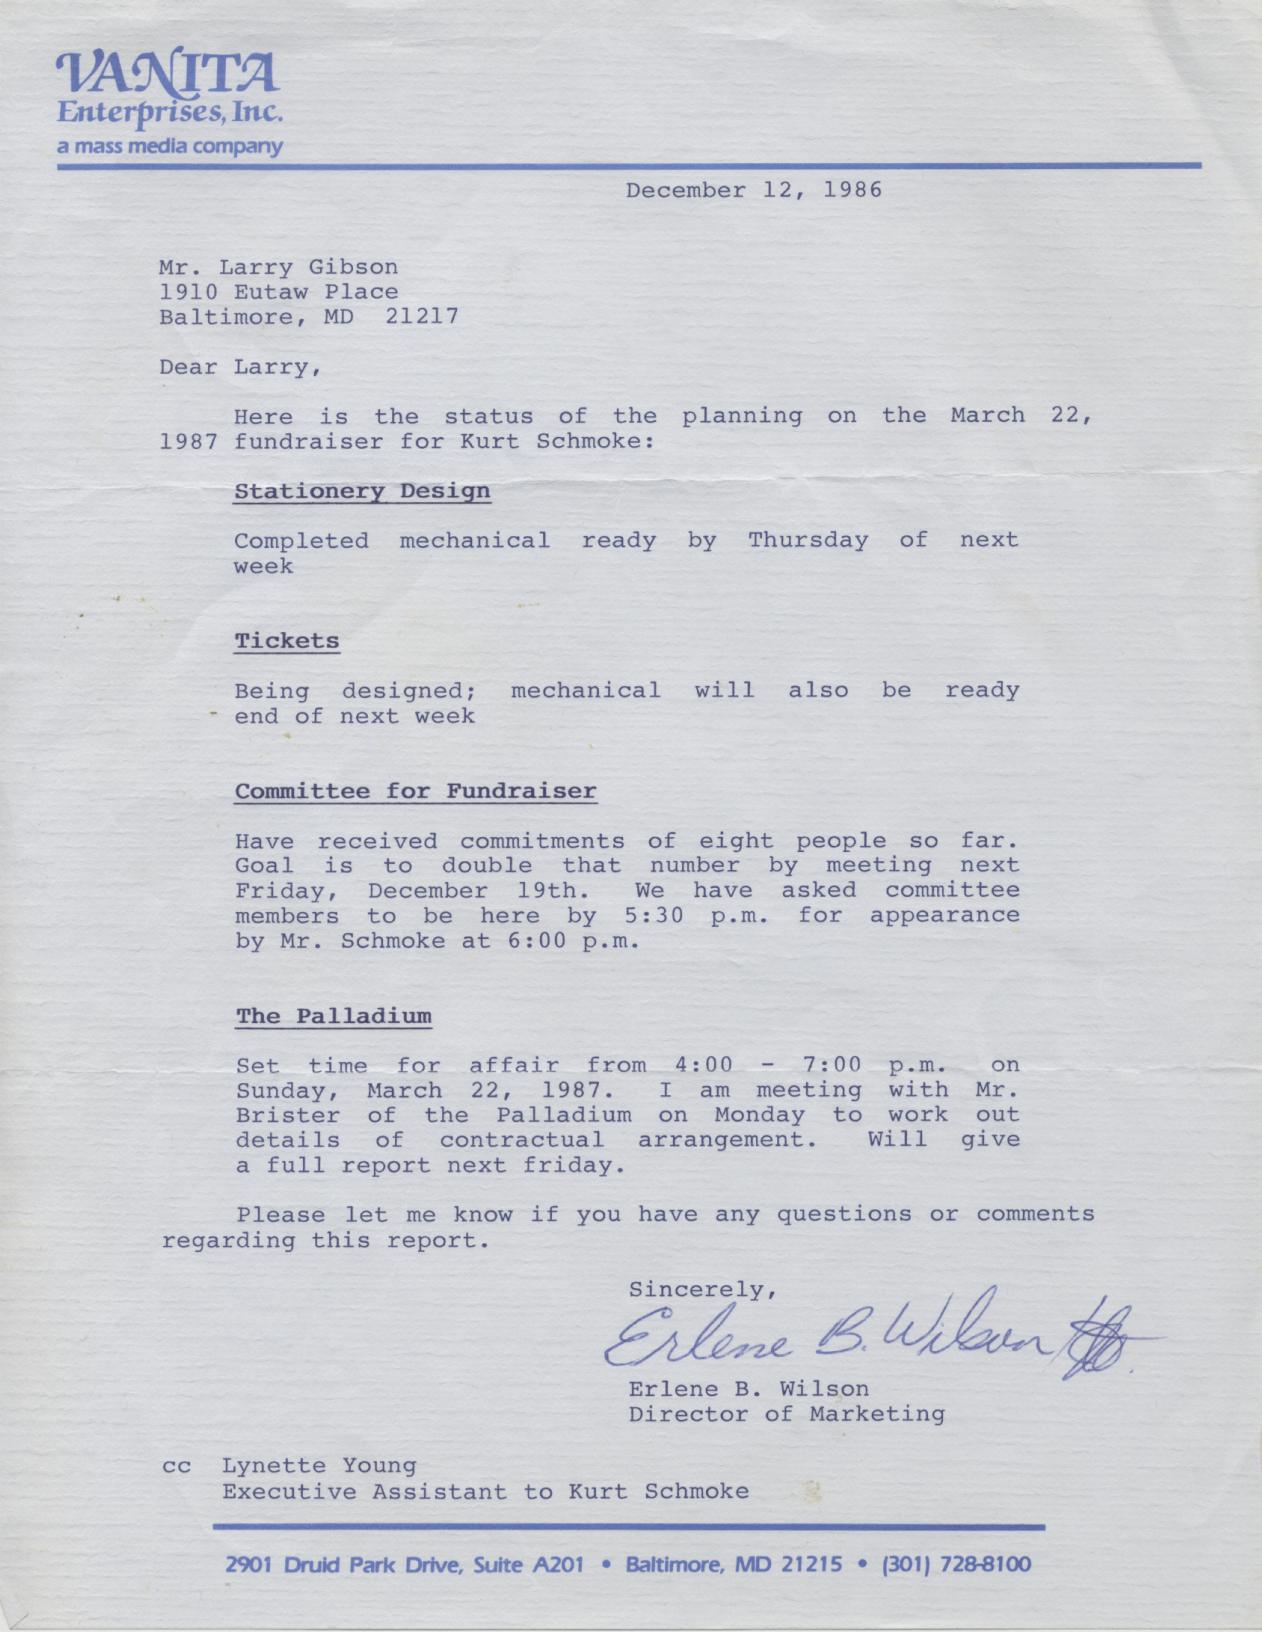 VANITA
Enterprises, Inc.
a mass media company
December 12, 1986
Mr. Larry Gibson
1910 Eutaw Place
Baltimore, MD 21217
Dear Larry,
Here is the status of the planning on the March 22,
1987 fundraiser for Kurt Schmoke:
Stationery Design
Completed mechanical ready by Thursday of next
week
Tickets
Being designed; mechanical will also be ready
end of next week
Committee for Fundraiser
Have received commitments of eight people so far.
Goal is to double that number by meeting next
Friday, December 19th. We have asked committee
members to be here by 5:30 p.m. for appearance
by Mr. Schmoke at 6:00 p.m.
The Palladium
Set time for affair from 4:00 - 7:00 p.m. on
Sunday, March 22, 1987. I am meeting with Mr.
Brister of the Palladium on Monday to work out
details of contractual arrangement. Will give
a full report next friday.
Please let me know if you have any questions or comments
regarding this report.
Sincerely,
Erlene B. Wilson
Erlene B. Wilson
Director of Marketing
cc Lynette Young
Executive Assistant to Kurt Schmoke
2901 Druid Park Drive, Suite A201 • Baltimore, MD 21215 • (301) 728-8100